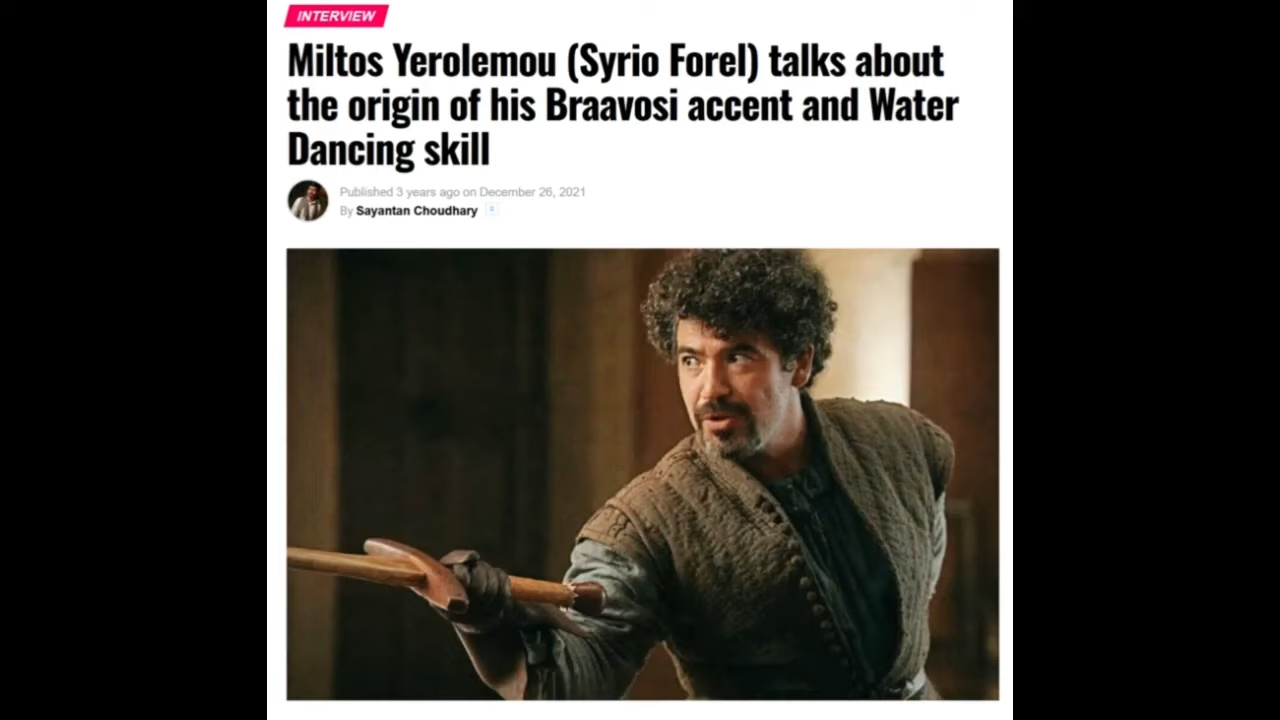 INTERVIEW
Miltos Yerolemou (Syrio Forel) talks about
the origin of his Braavosi accent and Water
Dancing skill
Published 3 years ago on December 26, 2021
By Sayantan Choudhary